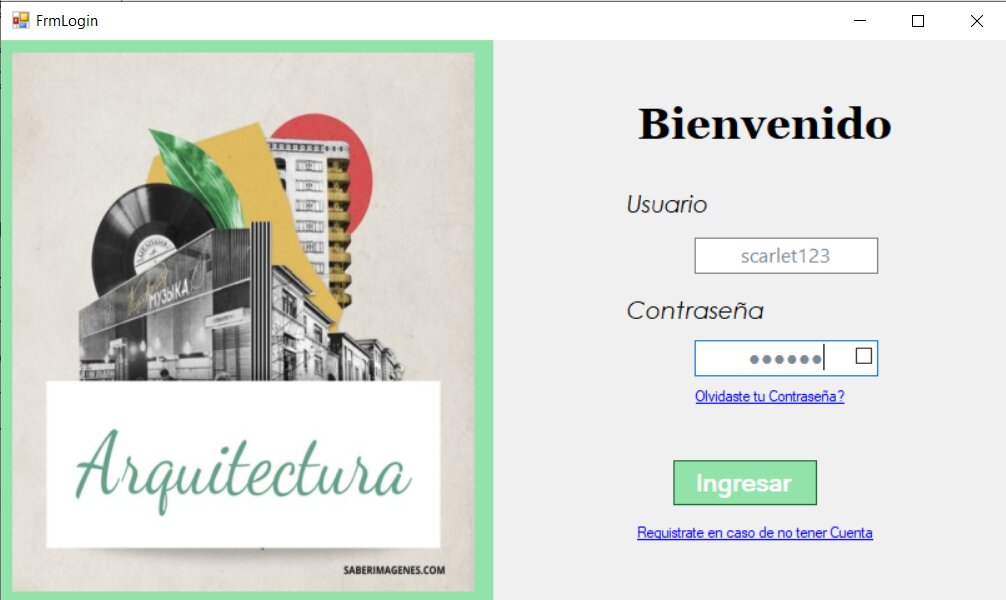 FrmLogin
МУЗЫКА
Arquitectura
SABERIMAGENES.COM
Bienvenido
Usuario
scarlet123
Contraseña
●●●●●●
Olvidaste tu Contraseña?
Ingresar
Requistrate en caso de no tener Cuenta